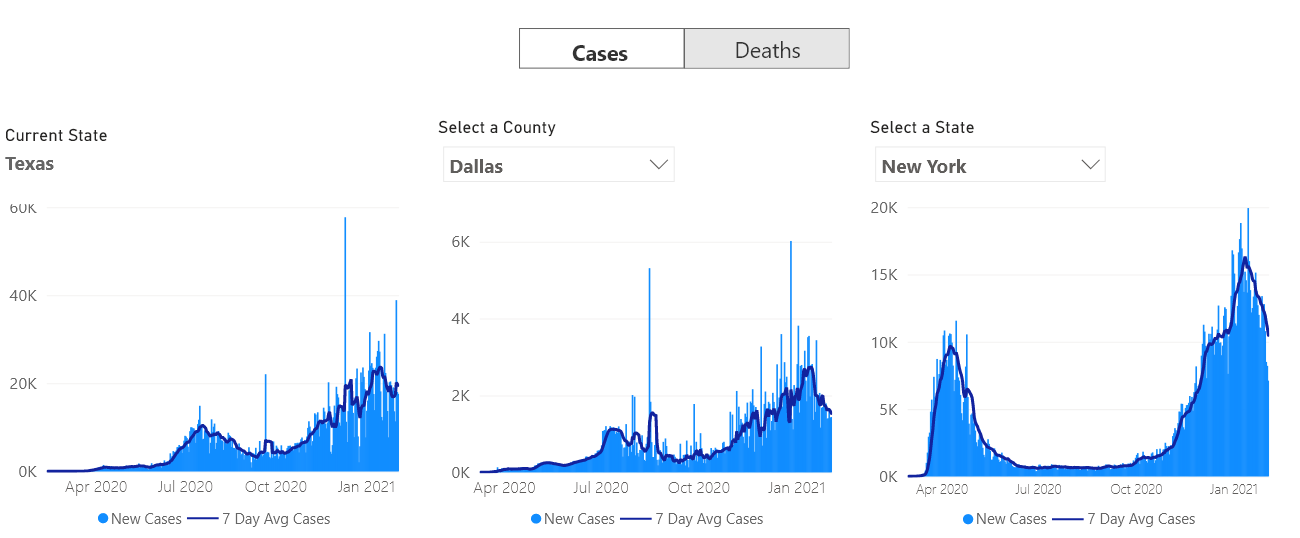 Cases
Deaths
Current State
Texas
60K
40K
20K
0K
Apr 2020
Jul 2020
Oct 2020
Jan 2021
New Cases
7 Day Avg Cases
Select a County
Dallas
6K
4K
2K
0K
Apr 2020
Jul 2020
Oct 2020
Jan 2021
New Cases
7 Day Avg Cases
Select a State
New York
20K
15K
10K
5K
0K
Apr 2020
Jul 2020
Oct 2020
Jan 2021
New Cases
7 Day Avg Cases